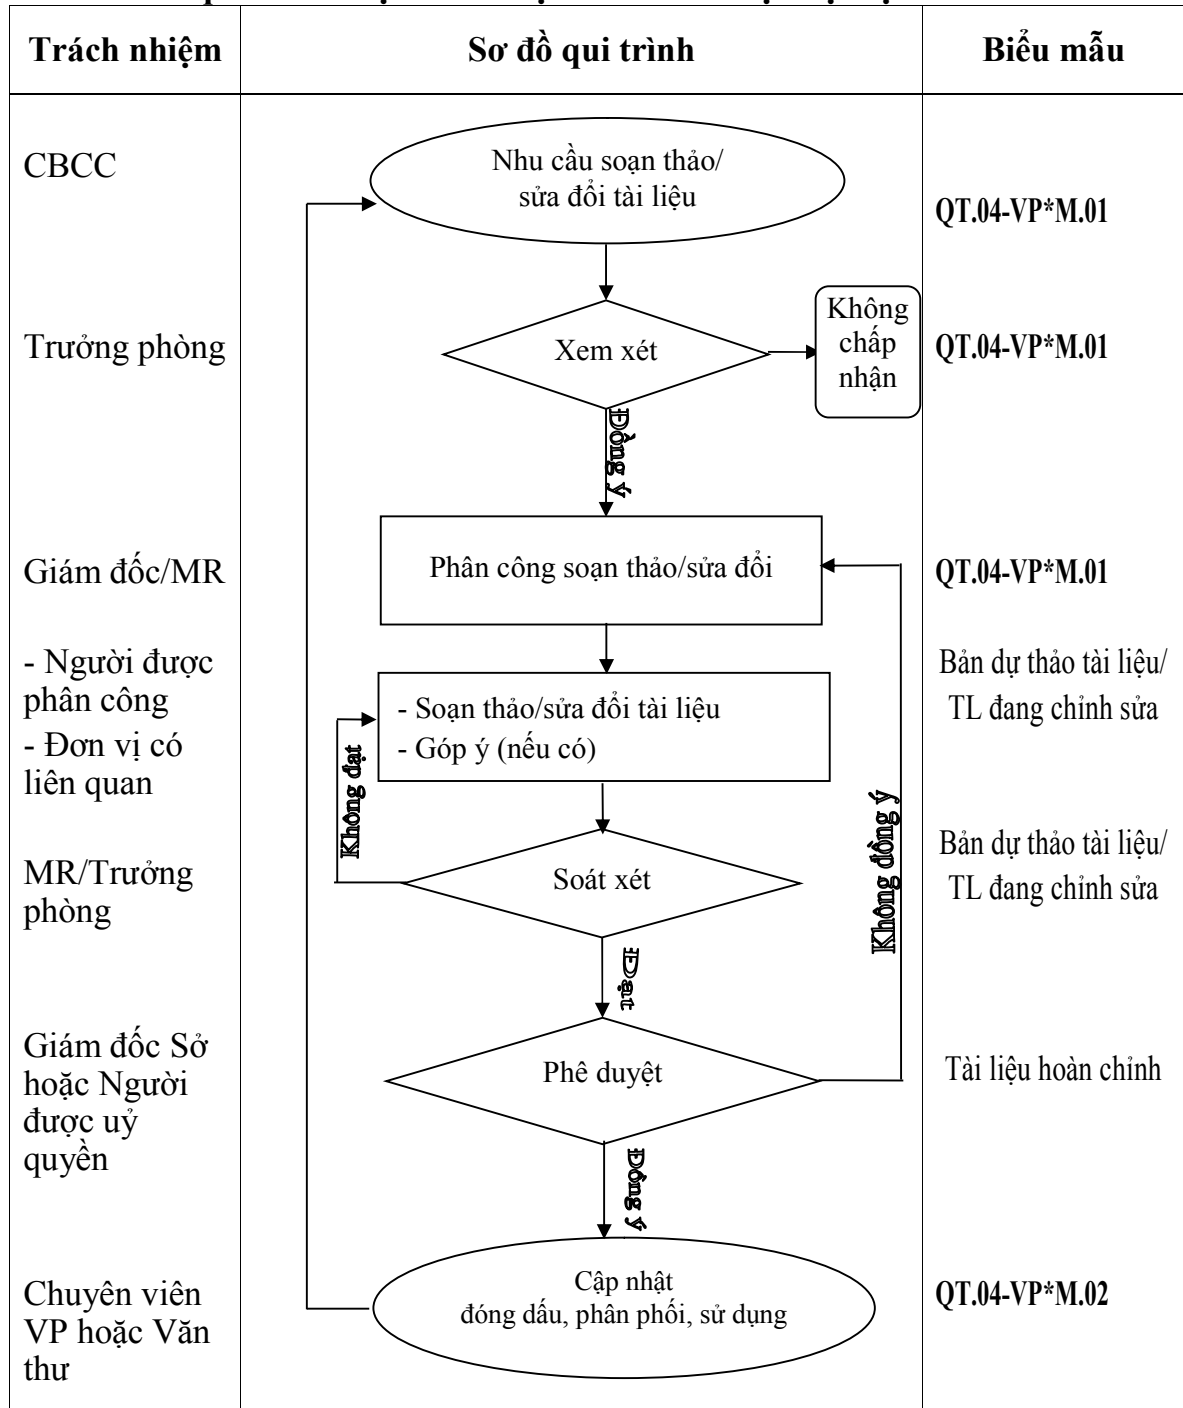 Trách nhiệm
Sơ đồ qui trình
Biểu mẫu
CBCC
Nhu cầu soạn thảo/
sửa đổi tài liệu
QT.04-VP*M.01
Trưởng phòng
Xem xét
Không
chấp
nhận
QT.04-VP*M.01
Đồng ý
Giám đốc/MR
Phân công soạn thảo/sửa đổi
QT.04-VP*M.01
- Người được
phân công
- Đơn vị có
liên quan
- Soạn thảo/sửa đổi tài liệu
- Góp ý (nếu có)
Bản dự thảo tài liệu/
TL đang chỉnh sửa
Không đạt
Không đồng ý
MR/Trưởng
phòng
Soát xét
Bản dự thảo tài liệu/
TL đang chỉnh sửa
Đạt
Giám đốc Sở
hoặc Người
được uỷ
quyền
Phê duyệt
Tài liệu hoàn chỉnh
Đồng ý
Chuyên viên
VP hoặc Văn
thư
Cập nhật
đóng dấu, phân phối, sử dụng
QT.04-VP*M.02